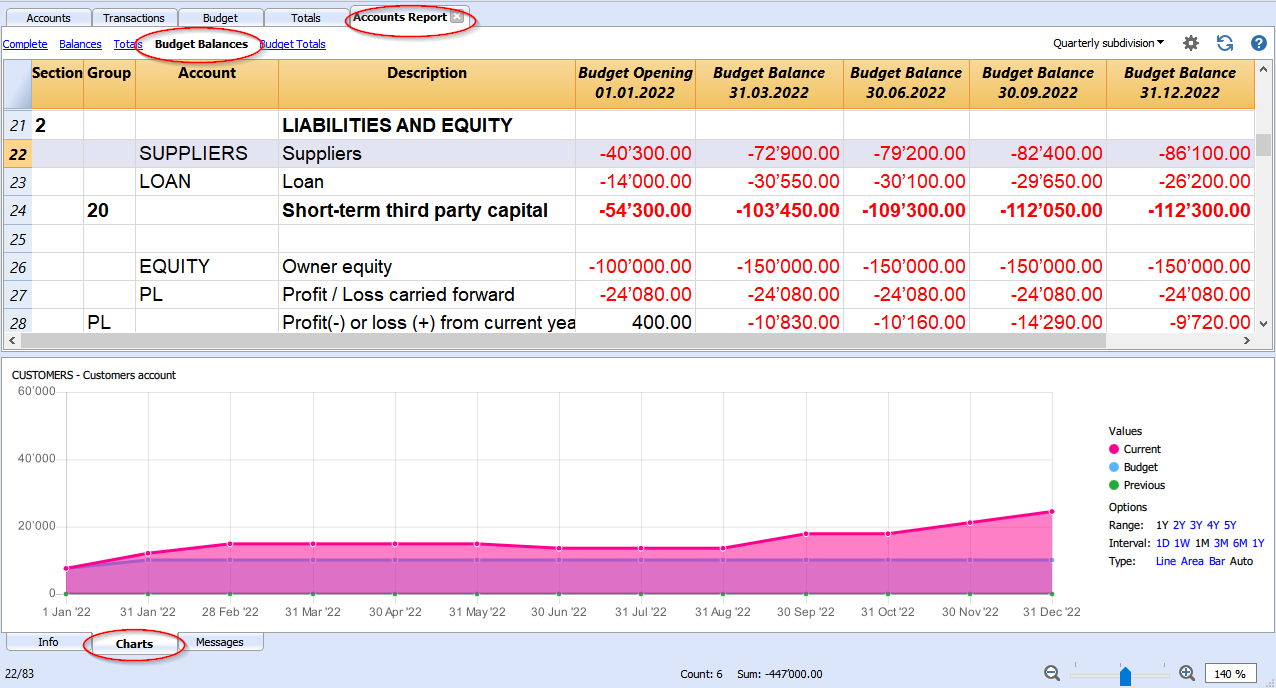 Accounts Transactions Budget Totals Accounts Report
Complete Balances Totals Budget Balances Budget Totals Quarterly subdivision
Section Group Account Description Budget Opening 01.01.2022 Budget Balance 31.03.2022 Budget Balance 30.06.2022 Budget Balance 30.09.2022 Budget Balance 31.12.2022
21 2 LIABILITIES AND EQUITY
22 SUPPLIERS Suppliers -40’300.00 -72’900.00 -79’200.00 -82’400.00 -86’100.00
23 LOAN Loan -14’000.00 -30’550.00 -30’100.00 -29’650.00 -26’200.00
24 20 Short-term third party capital -54’300.00 -103’450.00 -109’300.00 -112’050.00 -112’300.00
25
26 EQUITY Owner equity -100’000.00 -150’000.00 -150’000.00 -150’000.00 -150’000.00
27 PL Profit / Loss carried forward -24’080.00 -24’080.00 -24’080.00 -24’080.00 -24’080.00
28 PL Profit(-) or loss (+) from current yea 400.00 -10’830.00 -10’160.00 -14’290.00 -9’720.00
CUSTOMERS - Customers account
60’000
40’000
20’000
0
1 Jan '22 31 Jan '22 28 Feb '22 31 Mar '22 30 Apr '22 31 May '22 30 Jun '22 31 Jul '22 31 Aug '22 30 Sep '22 31 Oct '22 30 Nov '22 31 Dec '22
Values
Current
Budget
Previous
Options
Range: 1Y 2Y 3Y 4Y 5Y
Interval: 1D 1W 1M 3M 6M 1Y
Type: Line Area Bar Auto
Info Charts Messages
22/83 Count: 6 Sum: -447’000.00 140 %